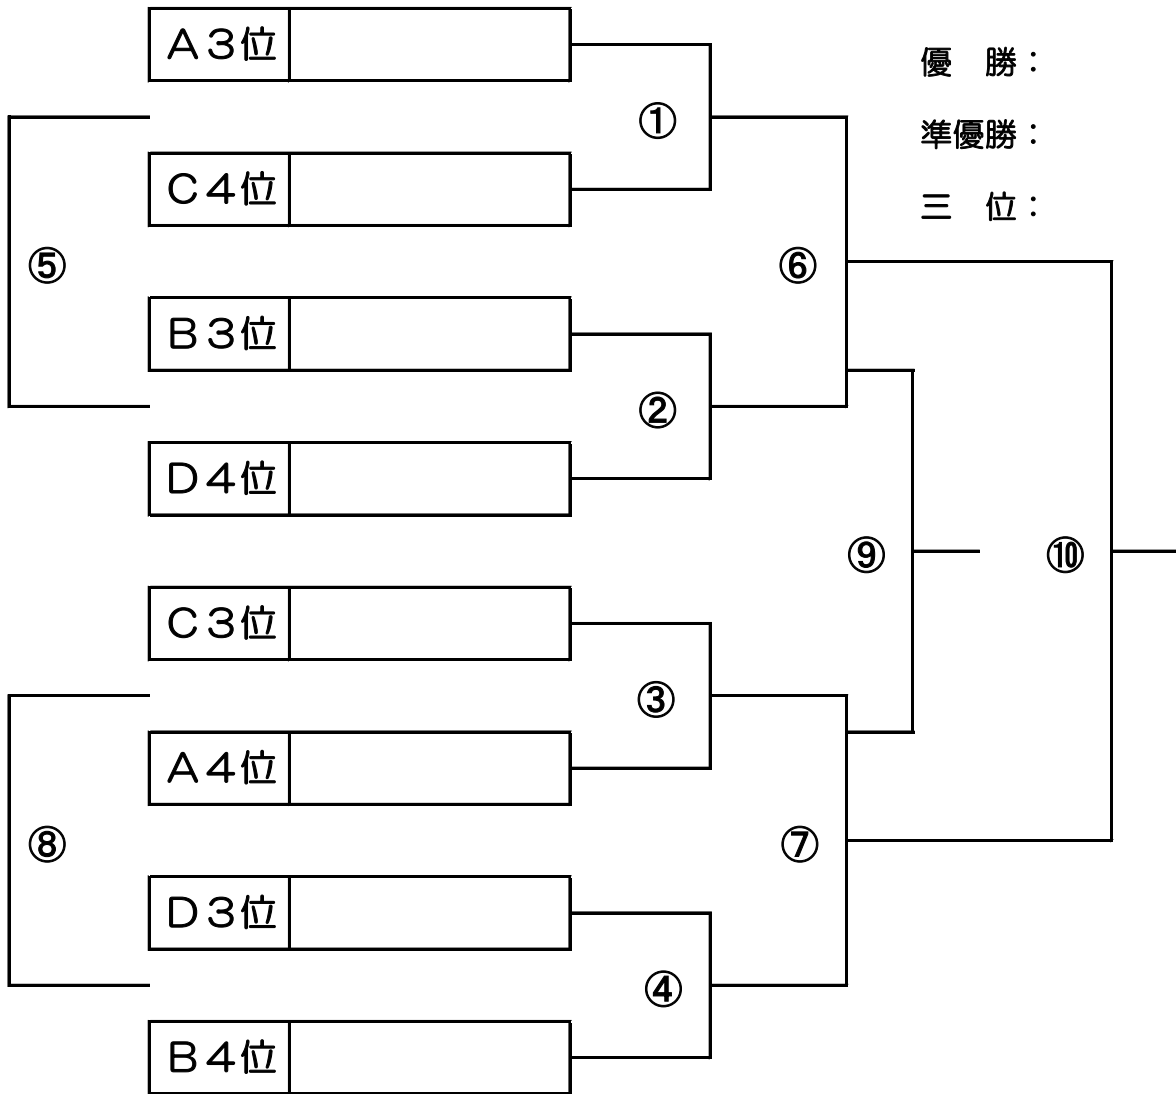 A3位
優　勝：
①
準優勝：
C4位
三　位：
⑤
⑥
B3位
②
D4位
⑨
⑩
C3位
③
A4位
⑧
⑦
D3位
④
B4位